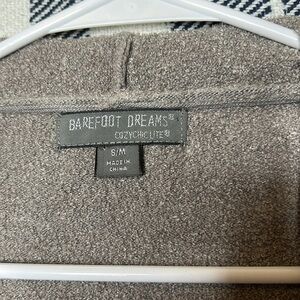 BAREFOOT DREAMS®
COZYCHIC LITE®
S/M
MADE IN
CHINA